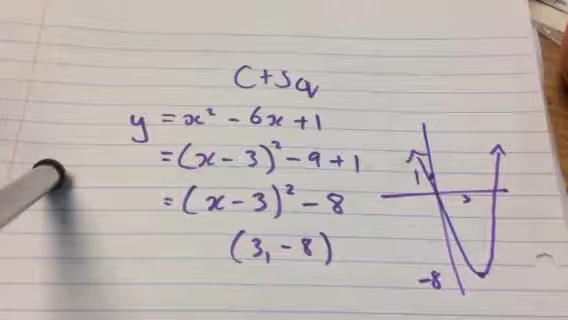 C+Sq
y = x² - 6x + 1
= (x - 3)² - 9 + 1
= (x - 3)² - 8
(3, -8)
1
3
-8